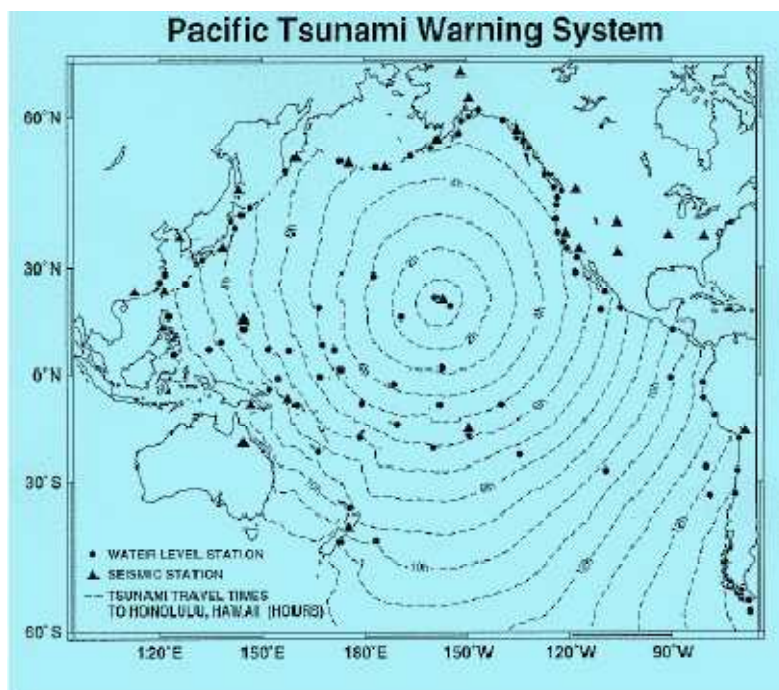 Pacific Tsunami Warning System
60°N
30°N
0°N
30°S
60°S
WATER LEVEL STATION
SEISMIC STATION
TSUNAMI TRAVEL TIMES
TO HONOLULU, HAWAII (HOURS)
10h
120°E
150°E
180°E
150°W
120°W
90°W